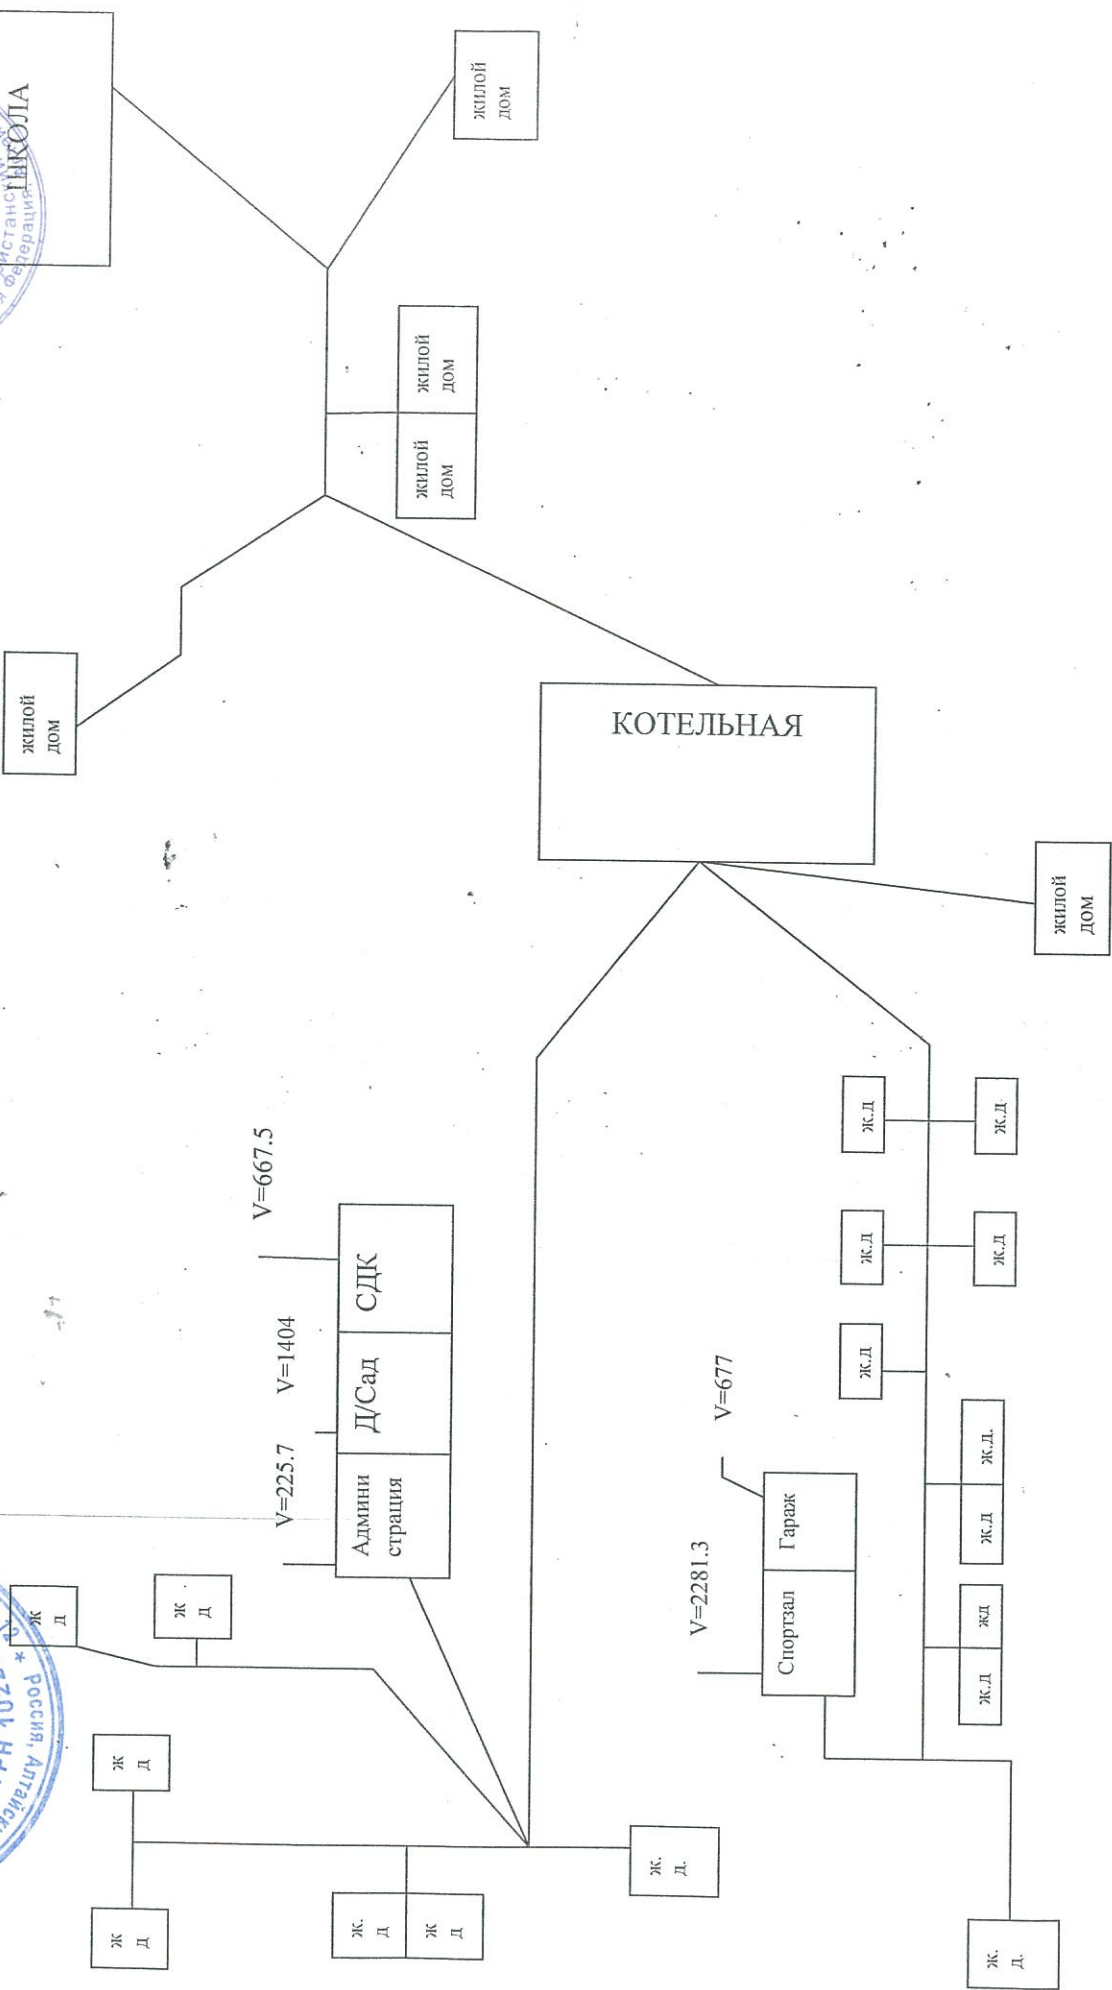 ШКОЛА
жилой
дом
жилой
дом
жилой
дом
жилой
дом
КОТЕЛЬНАЯ
жилой
дом
V=667.5
V=1404
V=225.7
СДК
Д/Сад
Админи
страция
ж.д
ж.д
ж.д
ж.д
ж.д
V=677
V=2281.3
Гараж
Спортзал
ж.д.
ж.д
жд
ж.д
ж
д
ж
д
ж
д
ж
д
ж.
д
ж
д
ж.
д.
ж.
д.
Федерация,
* Россия, Алтайск